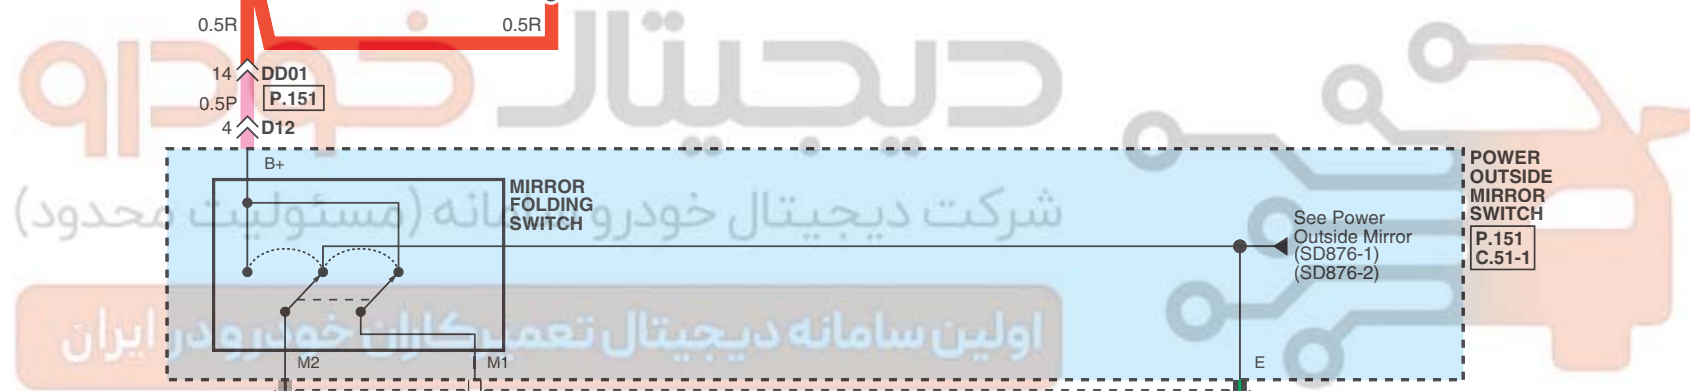 0.5R
0.5R
14 DD01
P.151
0.5P
4 D12
دیجیتال خودرو
B+
MIRROR
FOLDING
SWITCH
شرکت دیجیتال خودرو سامانه (مسئولیت محدود)
See Power
Outside Mirror
(SD876-1)
(SD876-2)
POWER
OUTSIDE
MIRROR
SWITCH
P.151
C.51-1
اولین سامانه دیجیتال تعمیرکاران خودرو در ایران
M2
M1
E